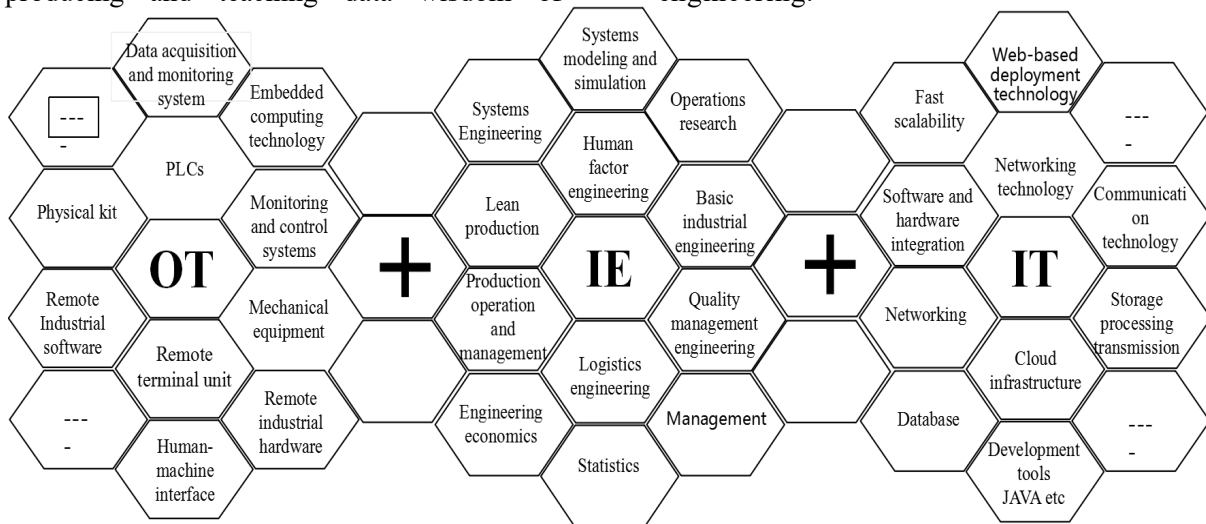 producing and teaching data wisdom of engineering.
Data acquisition
and monitoring
system
---
-
Embedded
computing
technology
PLCs
Physical kit
Monitoring
and control
systems
OT
Remote
Industrial
software
Mechanical
equipment
Remote
terminal unit
---
-
Remote
industrial
hardware
Human-
machine
interface
+
Systems
modeling and
simulation
Systems
Engineering
Operations
research
Human
factor
engineering
Lean
production
Basic
industrial
engineering
IE
Production
operation
and
management
Quality
management
engineering
Logistics
engineering
Engineering
economics
Management
Statistics
+
Web-based
deployment
technology
Fast
scalability
---
-
Networking
technology
Software and
hardware
integration
Communicati
on
technology
IT
Networking
Storage
processing
transmission
Cloud
infrastructure
Database
---
-
Development
tools
JAVA etc